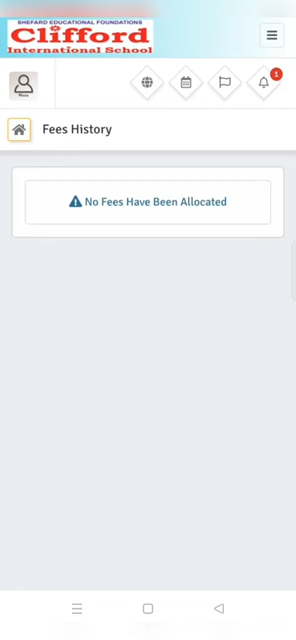 SHEFARD EDUCATIONAL FOUNDATIONS
Clifford
International School
1
Fees History
No Fees Have Been Allocated